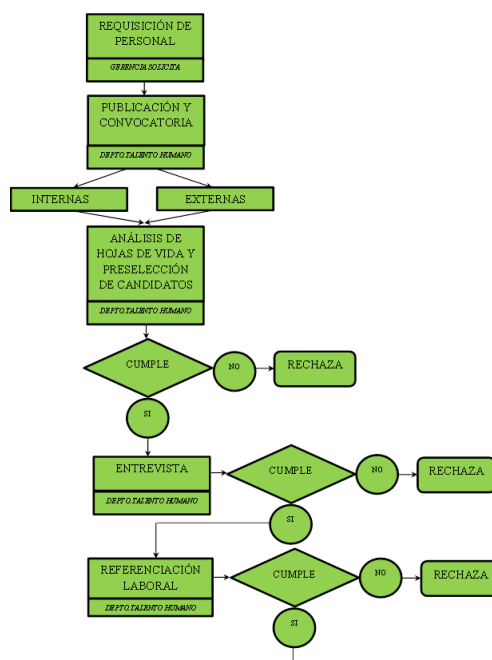 REQUISICIÓN DE
PERSONAL
GERENCIA SOLICITA
PUBLICACIÓN Y
CONVOCATORIA
DEPTO.TALENTO HUMANO
INTERNAS
EXTERNAS
ANÁLISIS DE
HOJAS DE VIDA Y
PRESELECCIÓN
DE CANDIDATOS
DEPTO.TALENTO HUMANO
CUMPLE
NO
RECHAZA
SI
ENTREVISTA
DEPTO.TALENTO HUMANO
CUMPLE
NO
RECHAZA
SI
REFERENCIACIÓN
LABORAL
DEPTO.TALENTO HUMANO
CUMPLE
NO
RECHAZA
SI